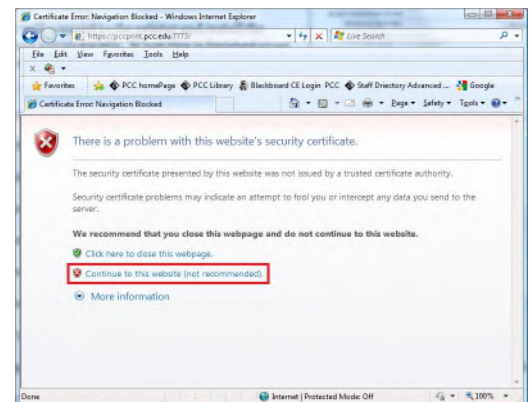 Certificate Error: Navigation Blocked - Windows Internet Explorer
https://pccprint.pcc.edu:7773/
Live Search
File Edit View Favorites Tools Help
Favorites PCC homePage PCC Library Blackboard CE Login PCC Staff Directory Advanced ... Google
Certificate Error: Navigation Blocked
Page Safety Tools
There is a problem with this website's security certificate.
The security certificate presented by this website was not issued by a trusted certificate authority.
Security certificate problems may indicate an attempt to fool you or intercept any data you send to the
server.
We recommend that you close this webpage and do not continue to this website.
Click here to close this webpage.
Continue to this website (not recommended).
More information
Done
Internet | Protected Mode: Off
100%